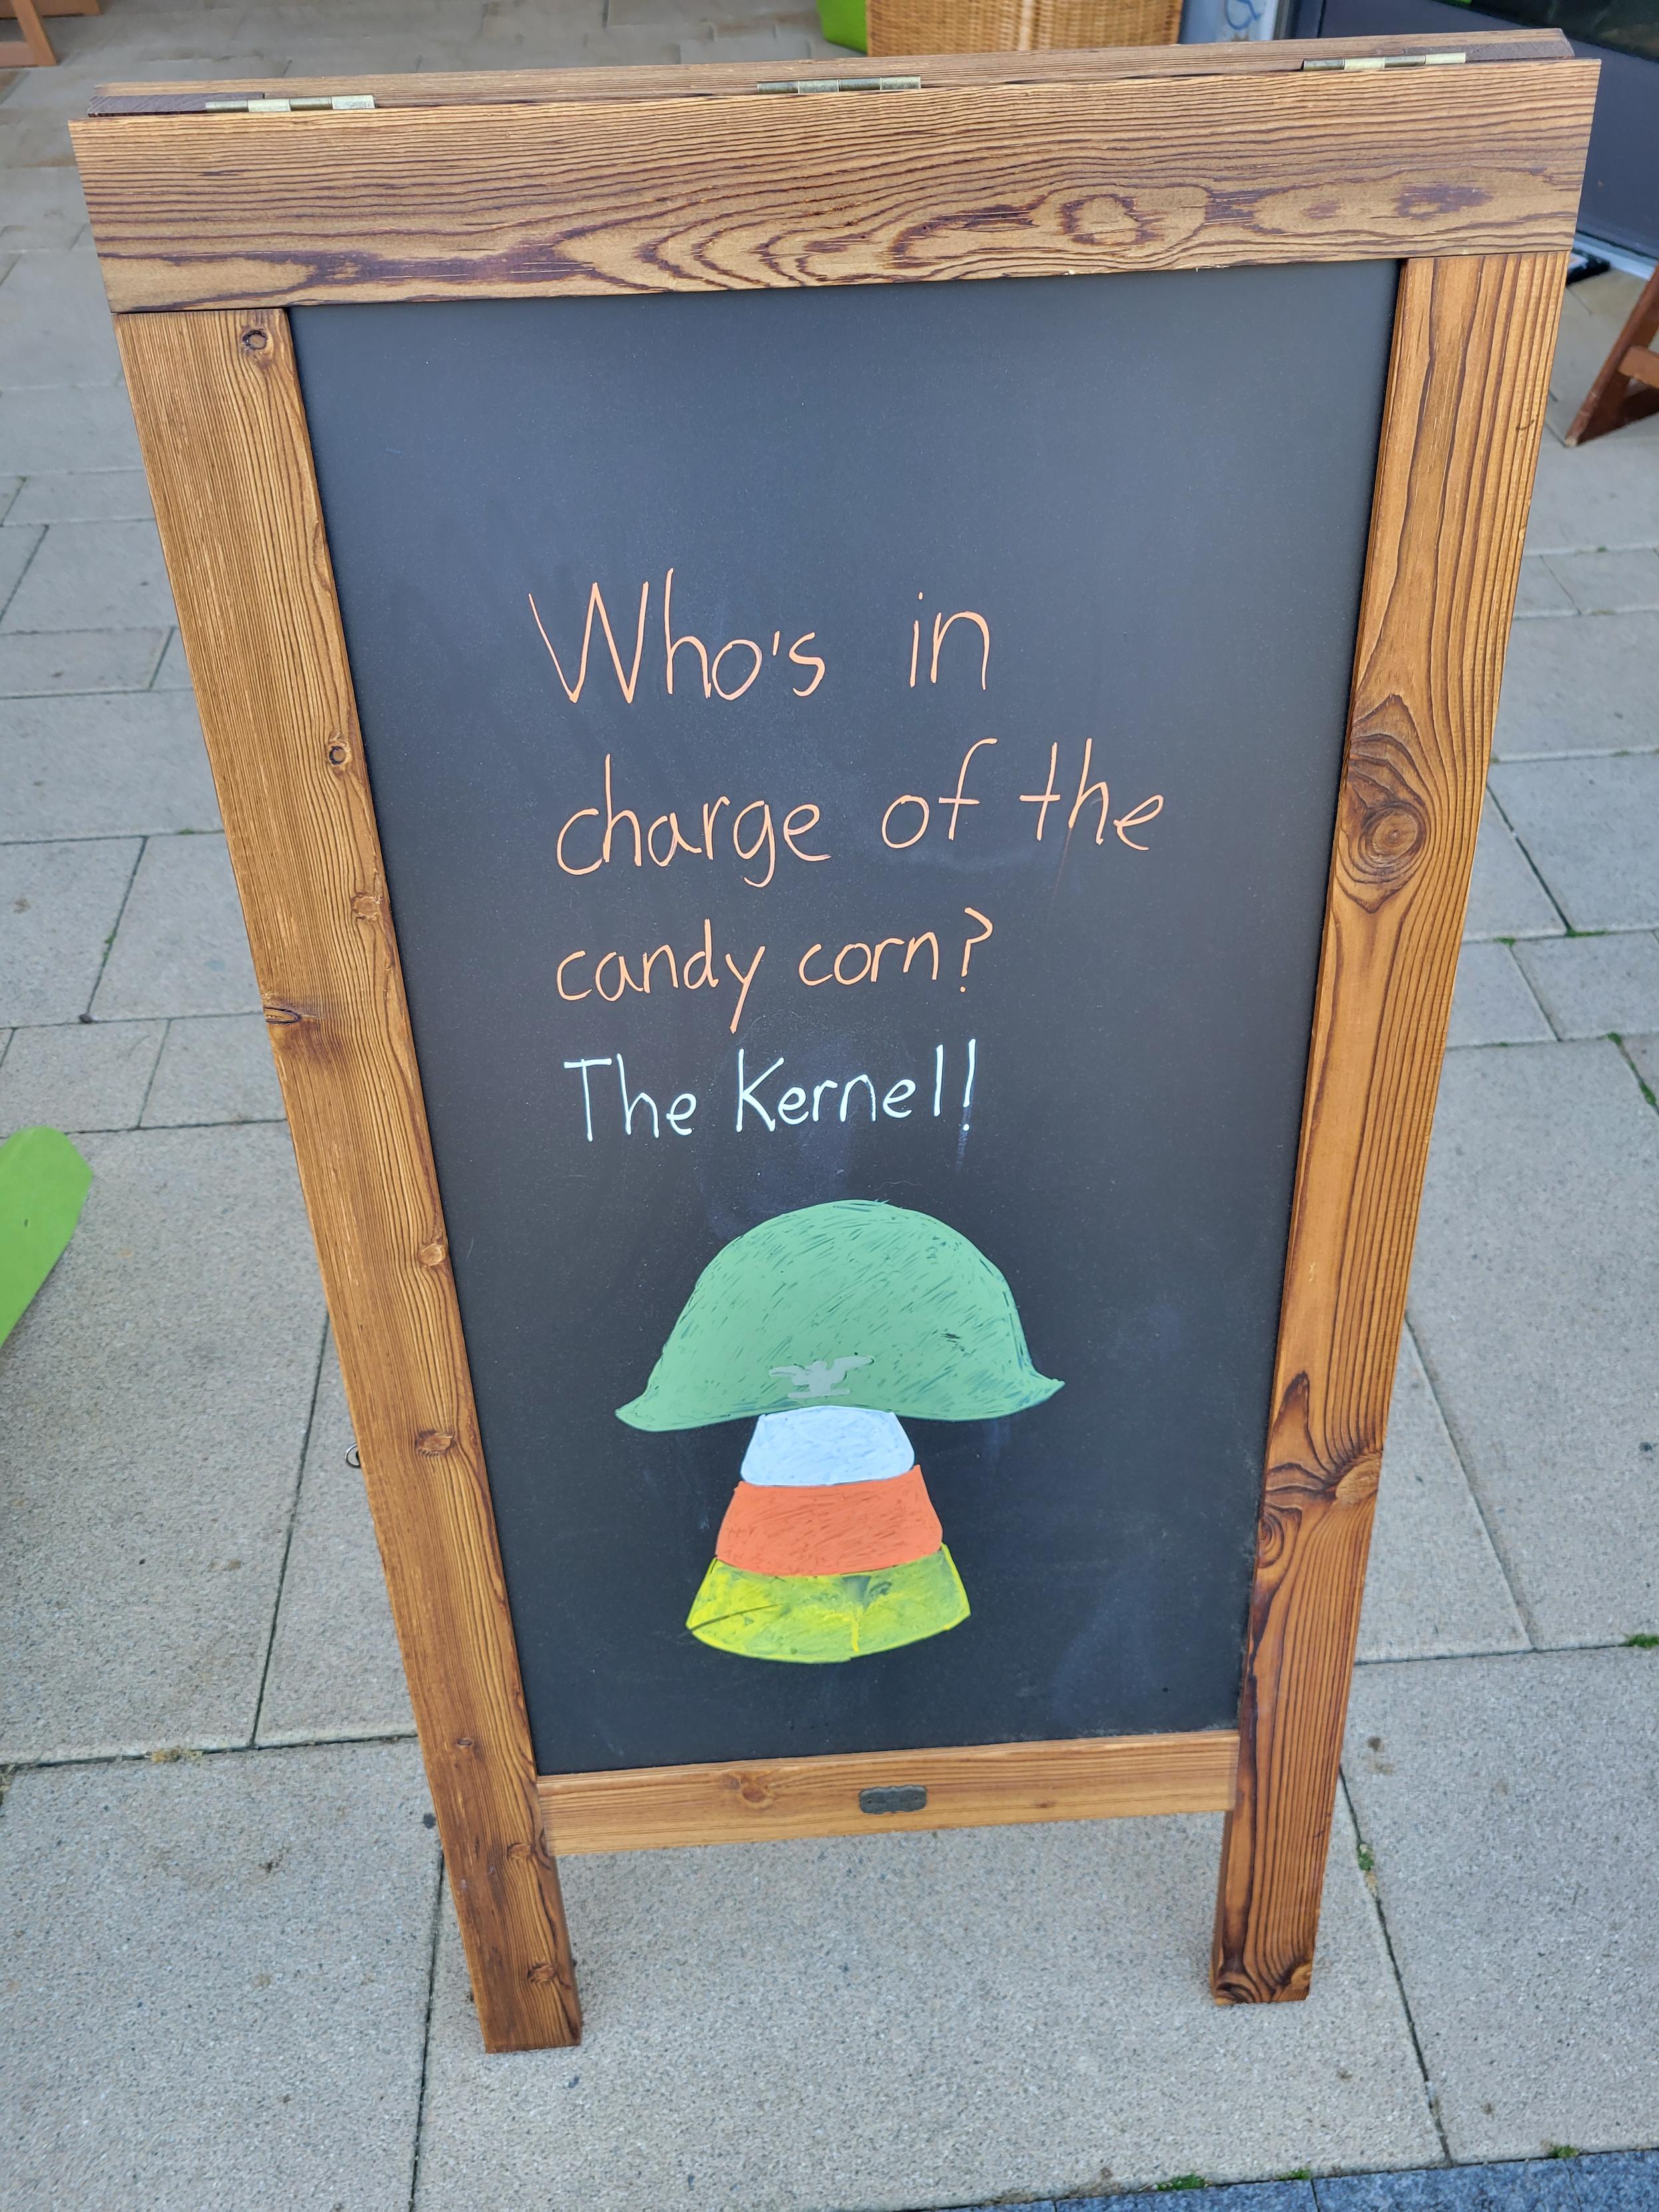 Who's in
charge of the
candy corn?
The Kernel!